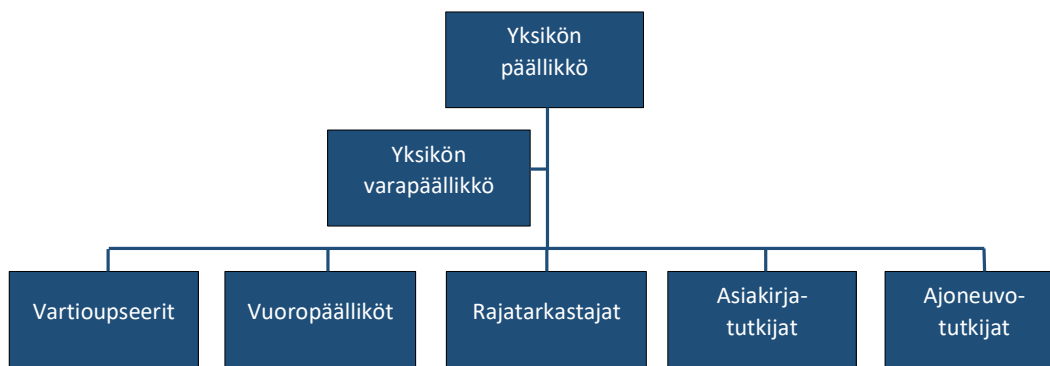 Yksikön
päällikkö
Yksikön
varapäällikkö
Vartioupseerit
Vuoropäälliköt
Rajatarkastajat
Asiakirja-
tutkijat
Ajoneuvo-
tutkijat